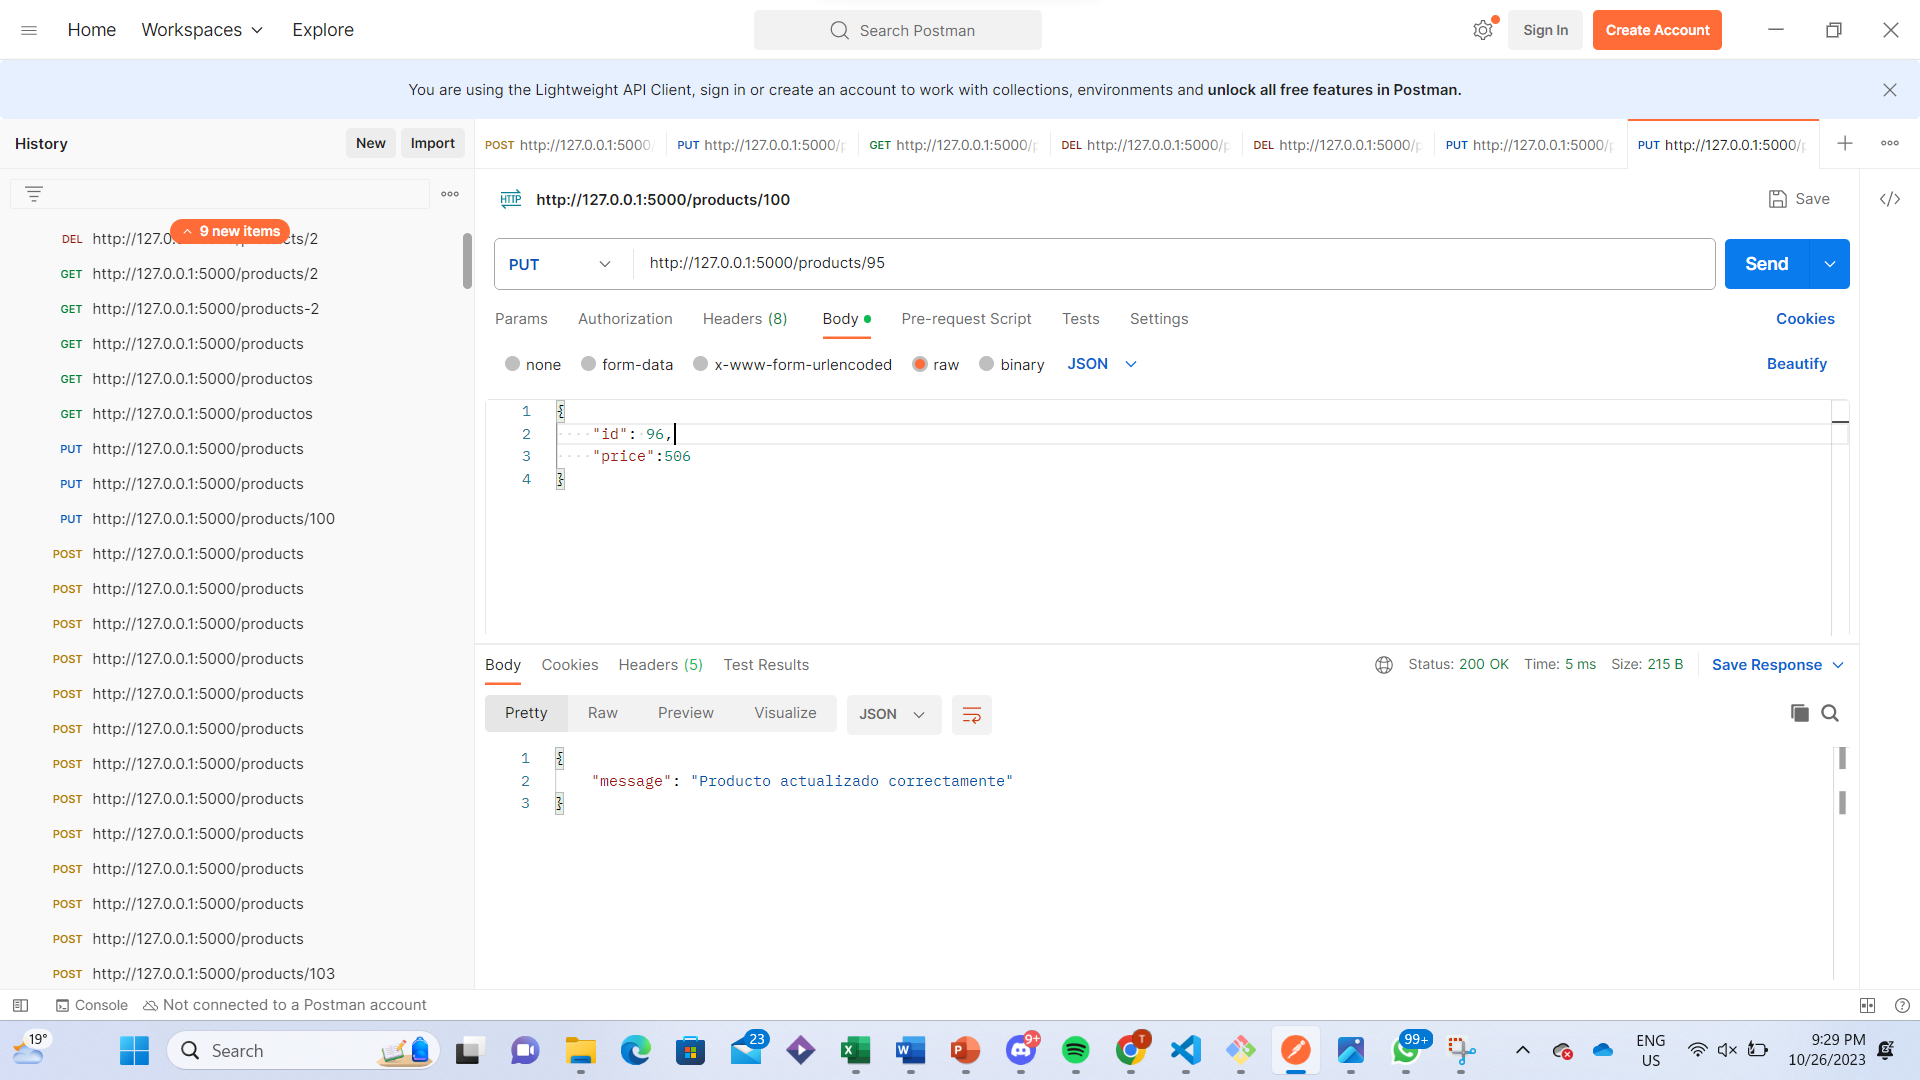 Home Workspaces Explore Search Postman Sign In Create Account
You are using the Lightweight API Client, sign in or create an account to work with collections, environments and unlock all free features in Postman.
History New Import
POST http://127.0.0.1:5000/ PUT http://127.0.0.1:5000/p GET http://127.0.0.1:5000/p DEL http://127.0.0.1:5000/p DEL http://127.0.0.1:5000/p PUT http://127.0.0.1:5000/p PUT http://127.0.0.1:5000/p
9 new items
DEL http://127.0. cts/2
GET http://127.0.0.1:5000/products/2
GET http://127.0.0.1:5000/products-2
GET http://127.0.0.1:5000/products
GET http://127.0.0.1:5000/productos
GET http://127.0.0.1:5000/productos
PUT http://127.0.0.1:5000/products
PUT http://127.0.0.1:5000/products
PUT http://127.0.0.1:5000/products/100
POST http://127.0.0.1:5000/products
POST http://127.0.0.1:5000/products
POST http://127.0.0.1:5000/products
POST http://127.0.0.1:5000/products
POST http://127.0.0.1:5000/products
POST http://127.0.0.1:5000/products
POST http://127.0.0.1:5000/products
POST http://127.0.0.1:5000/products
POST http://127.0.0.1:5000/products
POST http://127.0.0.1:5000/products
POST http://127.0.0.1:5000/products
POST http://127.0.0.1:5000/products
POST http://127.0.0.1:5000/products/103
HTTP http://127.0.0.1:5000/products/100 Save </>
PUT http://127.0.0.1:5000/products/95 Send
Params Authorization Headers (8) Body Pre-request Script Tests Settings Cookies
none form-data x-www-form-urlencoded raw binary JSON Beautify
1 {
2 "id": 96,
3 "price":506
4 }
Body Cookies Headers (5) Test Results Status: 200 OK Time: 5 ms Size: 215 B Save Response
Pretty Raw Preview Visualize JSON
1 {
2 "message": "Producto actualizado correctamente"
3 }
Console Not connected to a Postman account
19° Search 23 9+ T 99+ ENG US 9:29 PM 10/26/2023